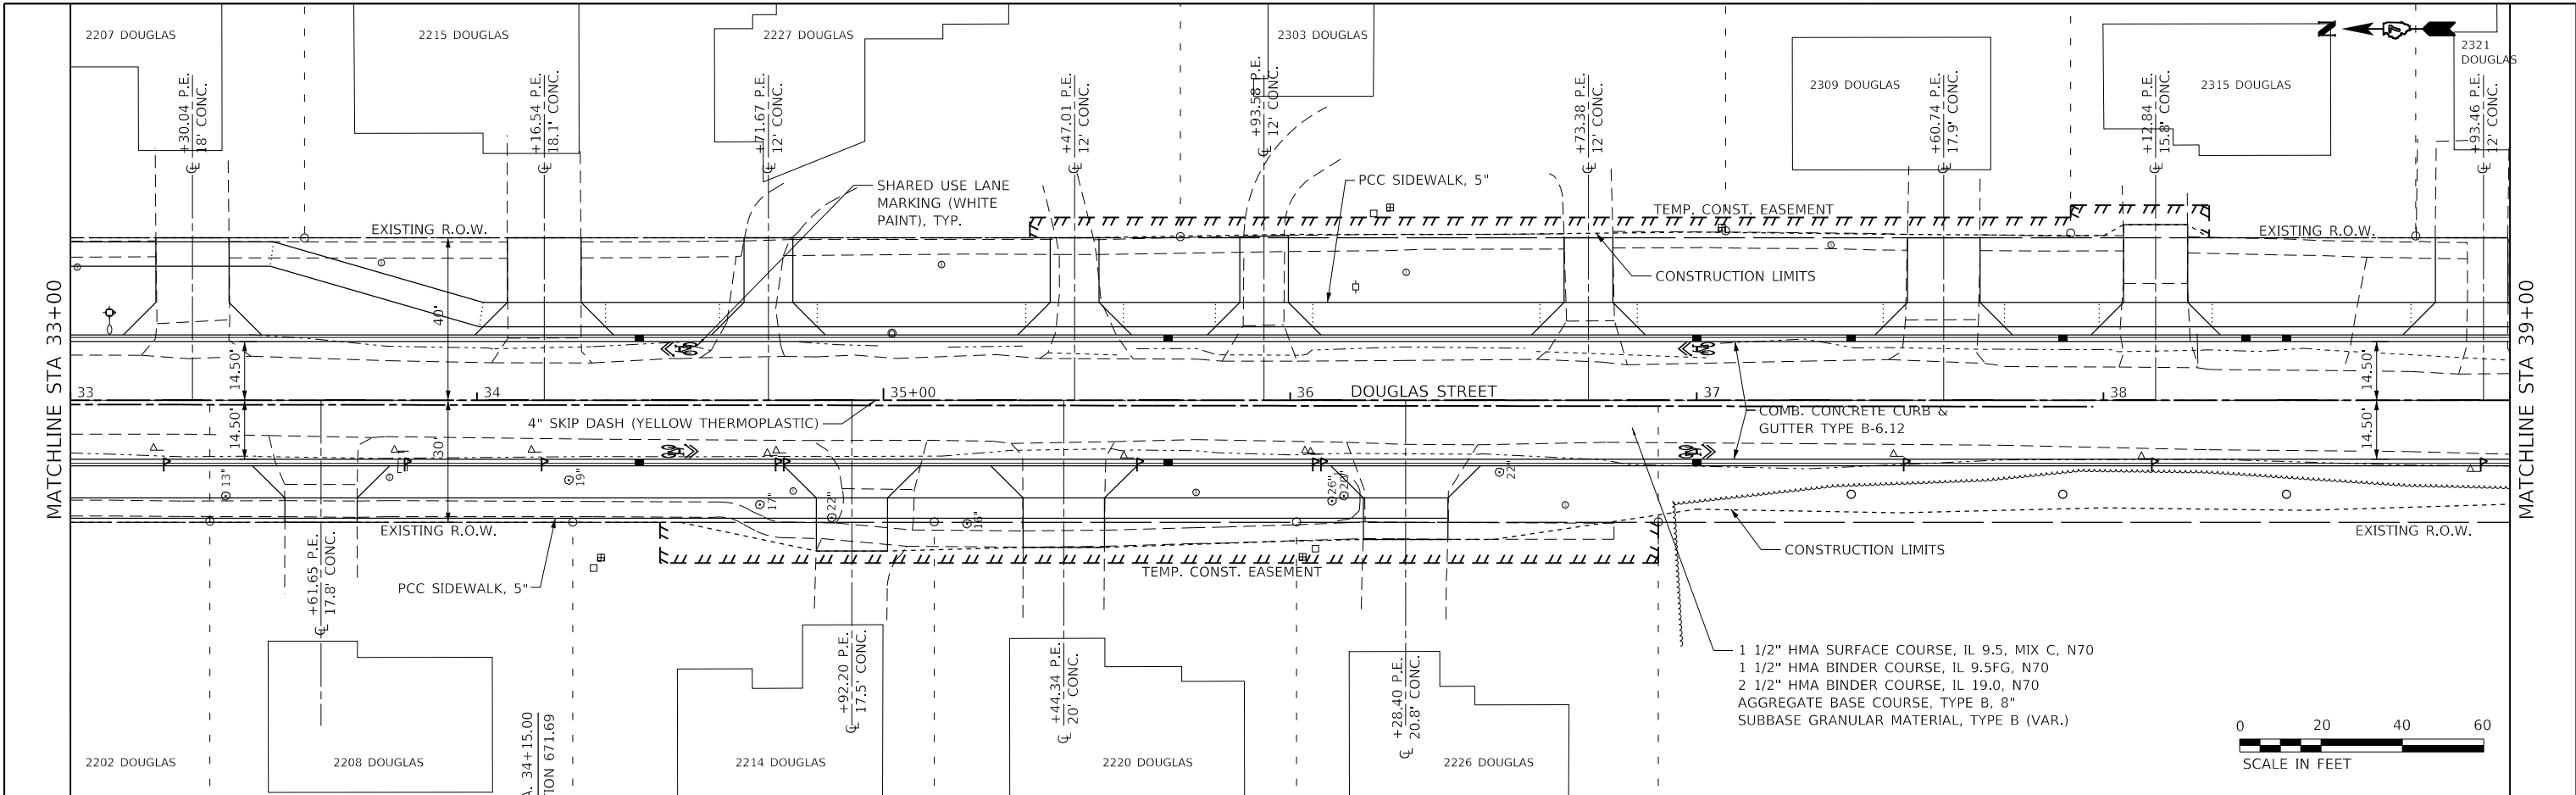 2207 DOUGLAS
2215 DOUGLAS
2227 DOUGLAS
2303 DOUGLAS
2309 DOUGLAS
2315 DOUGLAS
2321
DOUGLAS
N
+30.04 P.E.
18' CONC.
+16.54 P.E.
18.1' CONC.
+71.67 P.E.
12' CONC.
+47.01 P.E.
12' CONC.
+93.58 P.E.
12' CONC.
+73.38 P.E.
12' CONC.
+60.74 P.E.
17.9' CONC.
+12.84 P.E.
15.8' CONC.
+93.46 P.E.
12' CONC.
SHARED USE LANE
MARKING (WHITE
PAINT), TYP.
PCC SIDEWALK, 5"
TEMP. CONST. EASEMENT
EXISTING R.O.W.
EXISTING R.O.W.
CONSTRUCTION LIMITS
MATCHLINE STA 33+00
MATCHLINE STA 39+00
40'
14.50'
14.50'
33
34
35+00
36
DOUGLAS STREET
37
38
4" SKIP DASH (YELLOW THERMOPLASTIC)
COMB. CONCRETE CURB &
GUTTER TYPE B-6.12
14.50'
30'
14.50'
13"
19"
17"
22"
16"
26"
20"
22"
EXISTING R.O.W.
EXISTING R.O.W.
CONSTRUCTION LIMITS
TEMP. CONST. EASEMENT
PCC SIDEWALK, 5"
+61.65 P.E.
17.8' CONC.
+92.20 P.E.
17.5' CONC.
+44.34 P.E.
20' CONC.
+28.40 P.E.
20.8' CONC.
1 1/2" HMA SURFACE COURSE, IL 9.5, MIX C, N70
1 1/2" HMA BINDER COURSE, IL 9.5FG, N70
2 1/2" HMA BINDER COURSE, IL 19.0, N70
AGGREGATE BASE COURSE, TYPE B, 8"
SUBBASE GRANULAR MATERIAL, TYPE B (VAR.)
0 20 40 60
SCALE IN FEET
2202 DOUGLAS
2208 DOUGLAS
2214 DOUGLAS
2220 DOUGLAS
2226 DOUGLAS
A. 34+15.00
TION 671.69